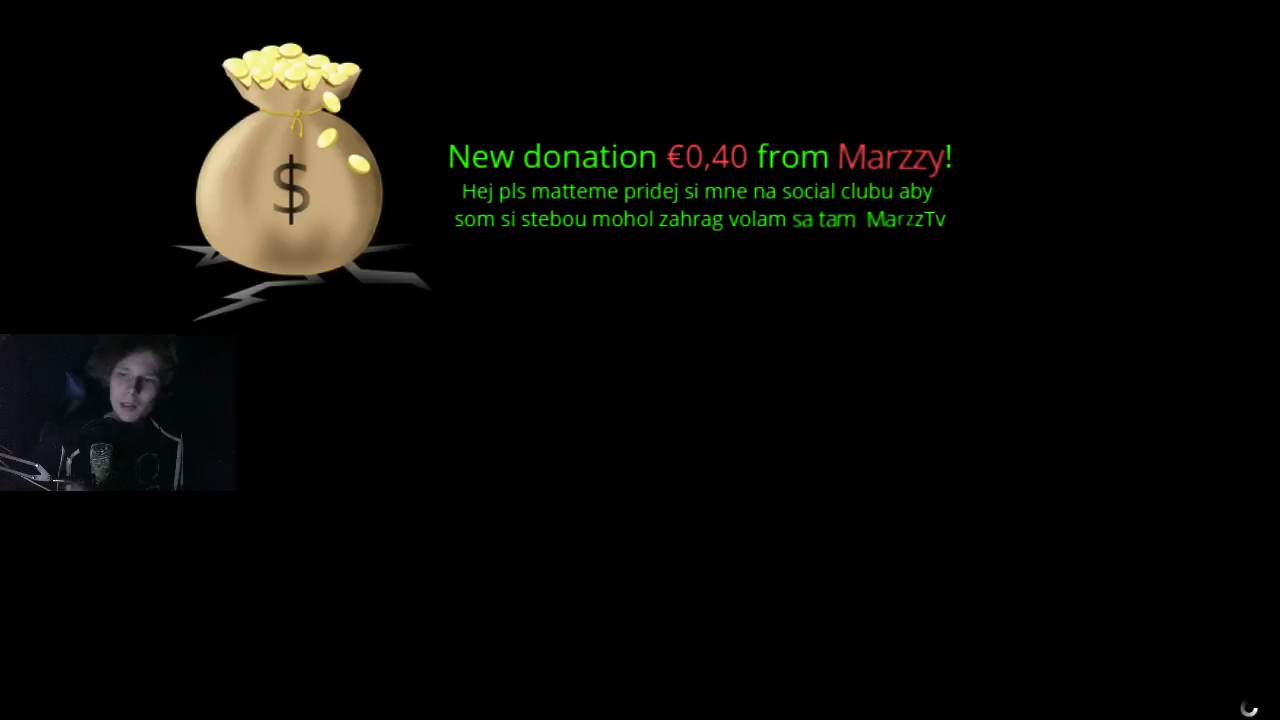 $
New donation €0,40 from Marzzy!
Hej pls matteme pridej si mne na social clubu aby
som si stebou mohol zahrag volam sa tam MarzzTv